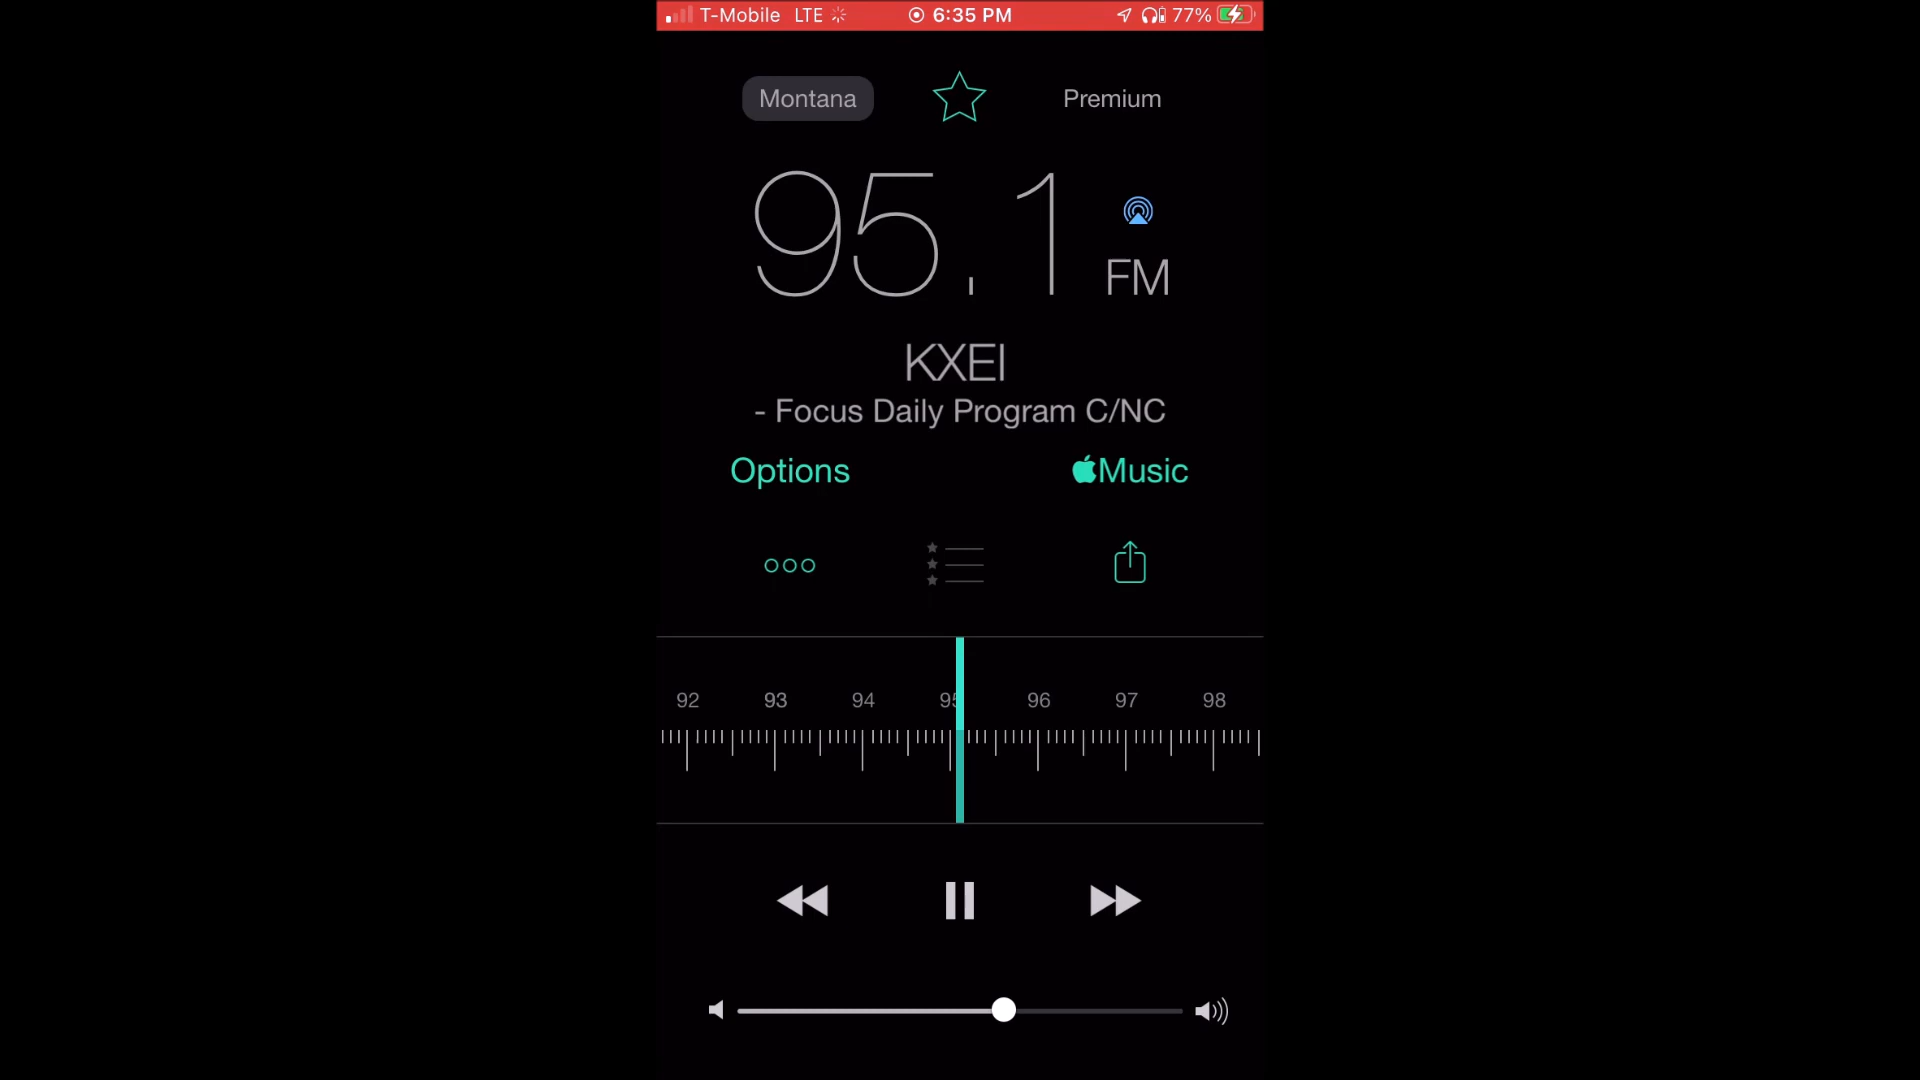 T-Mobile LTE 6:35 PM 77%
Montana Premium
95.1 FM
KXEI
- Focus Daily Program C/NC
Options Music
92 93 94 95 96 97 98